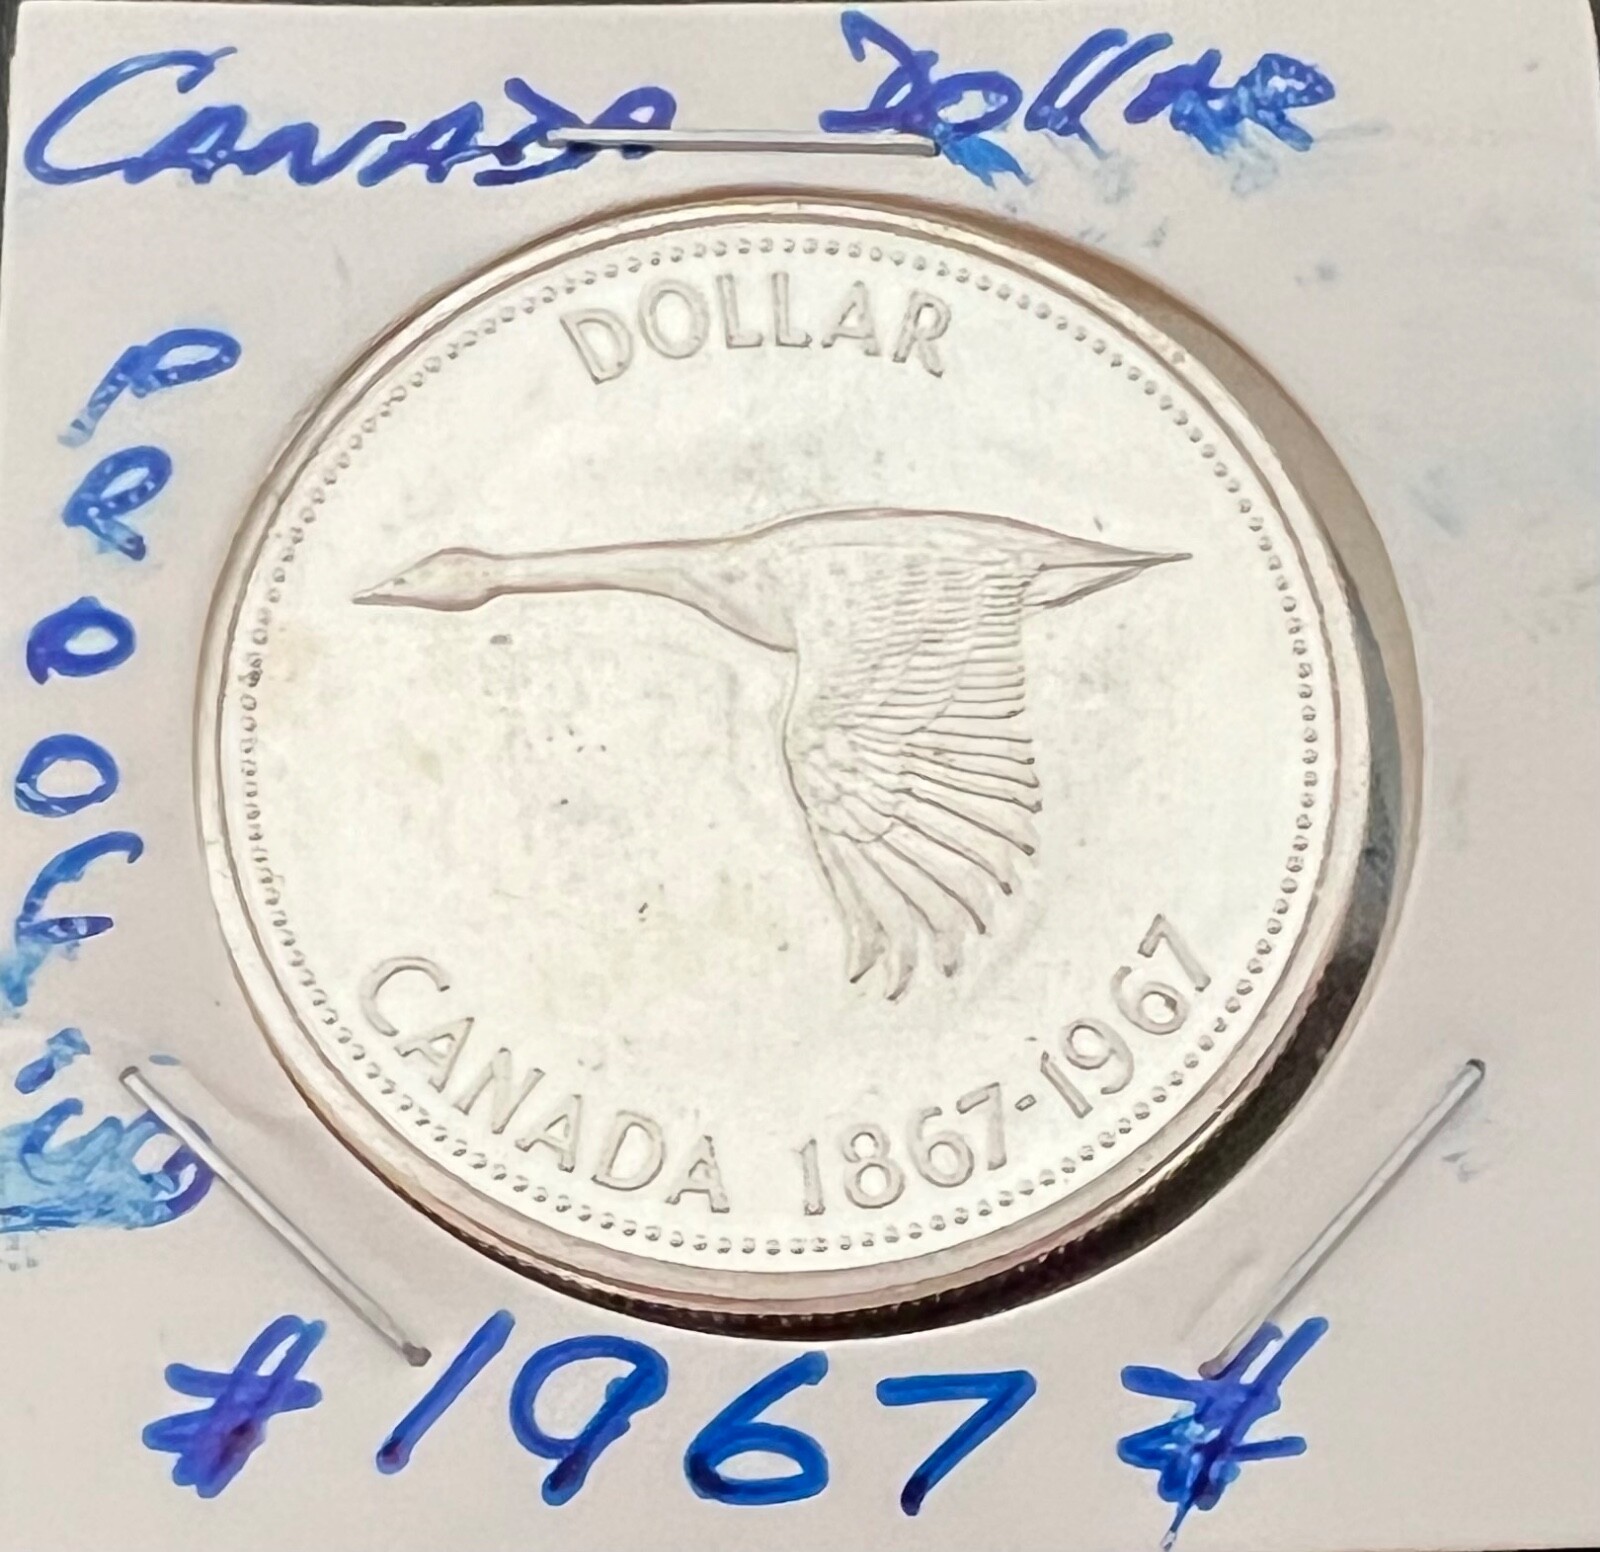 CANADA DOLLAR
PROOF
DOLLAR
CANADA 1867-1967
#1967#